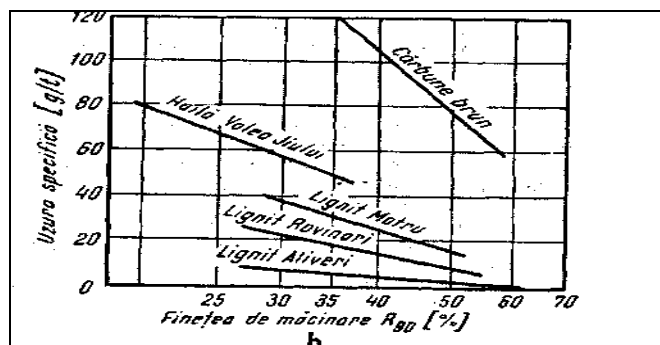 120
100
80
60
40
20
0
Uzura specifică [g/t]
Cărbune brun
Huilă Valea Jiului
Lignit Motru
Lignit Rovinari
Lignit Aliveri
25 30 35 40 50 60 70
Finețea de măcinare R90 [%]
b